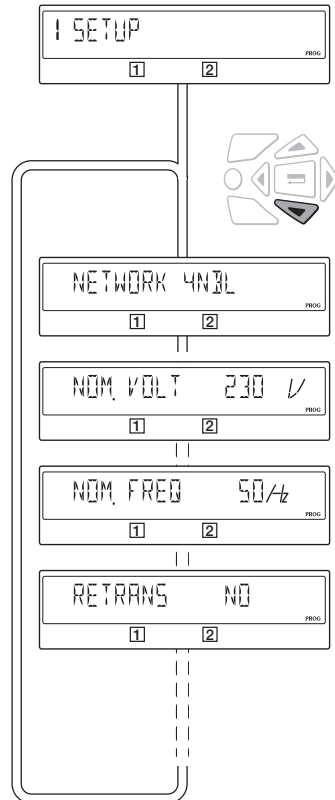 1 SETUP
PROG
1 2
NETWORK 4NBL
PROG
1 2
NOM. VOLT 230 V
PROG
1 2
NOM. FREQ 50Hz
PROG
1 2
RETRANS NO
PROG
1 2